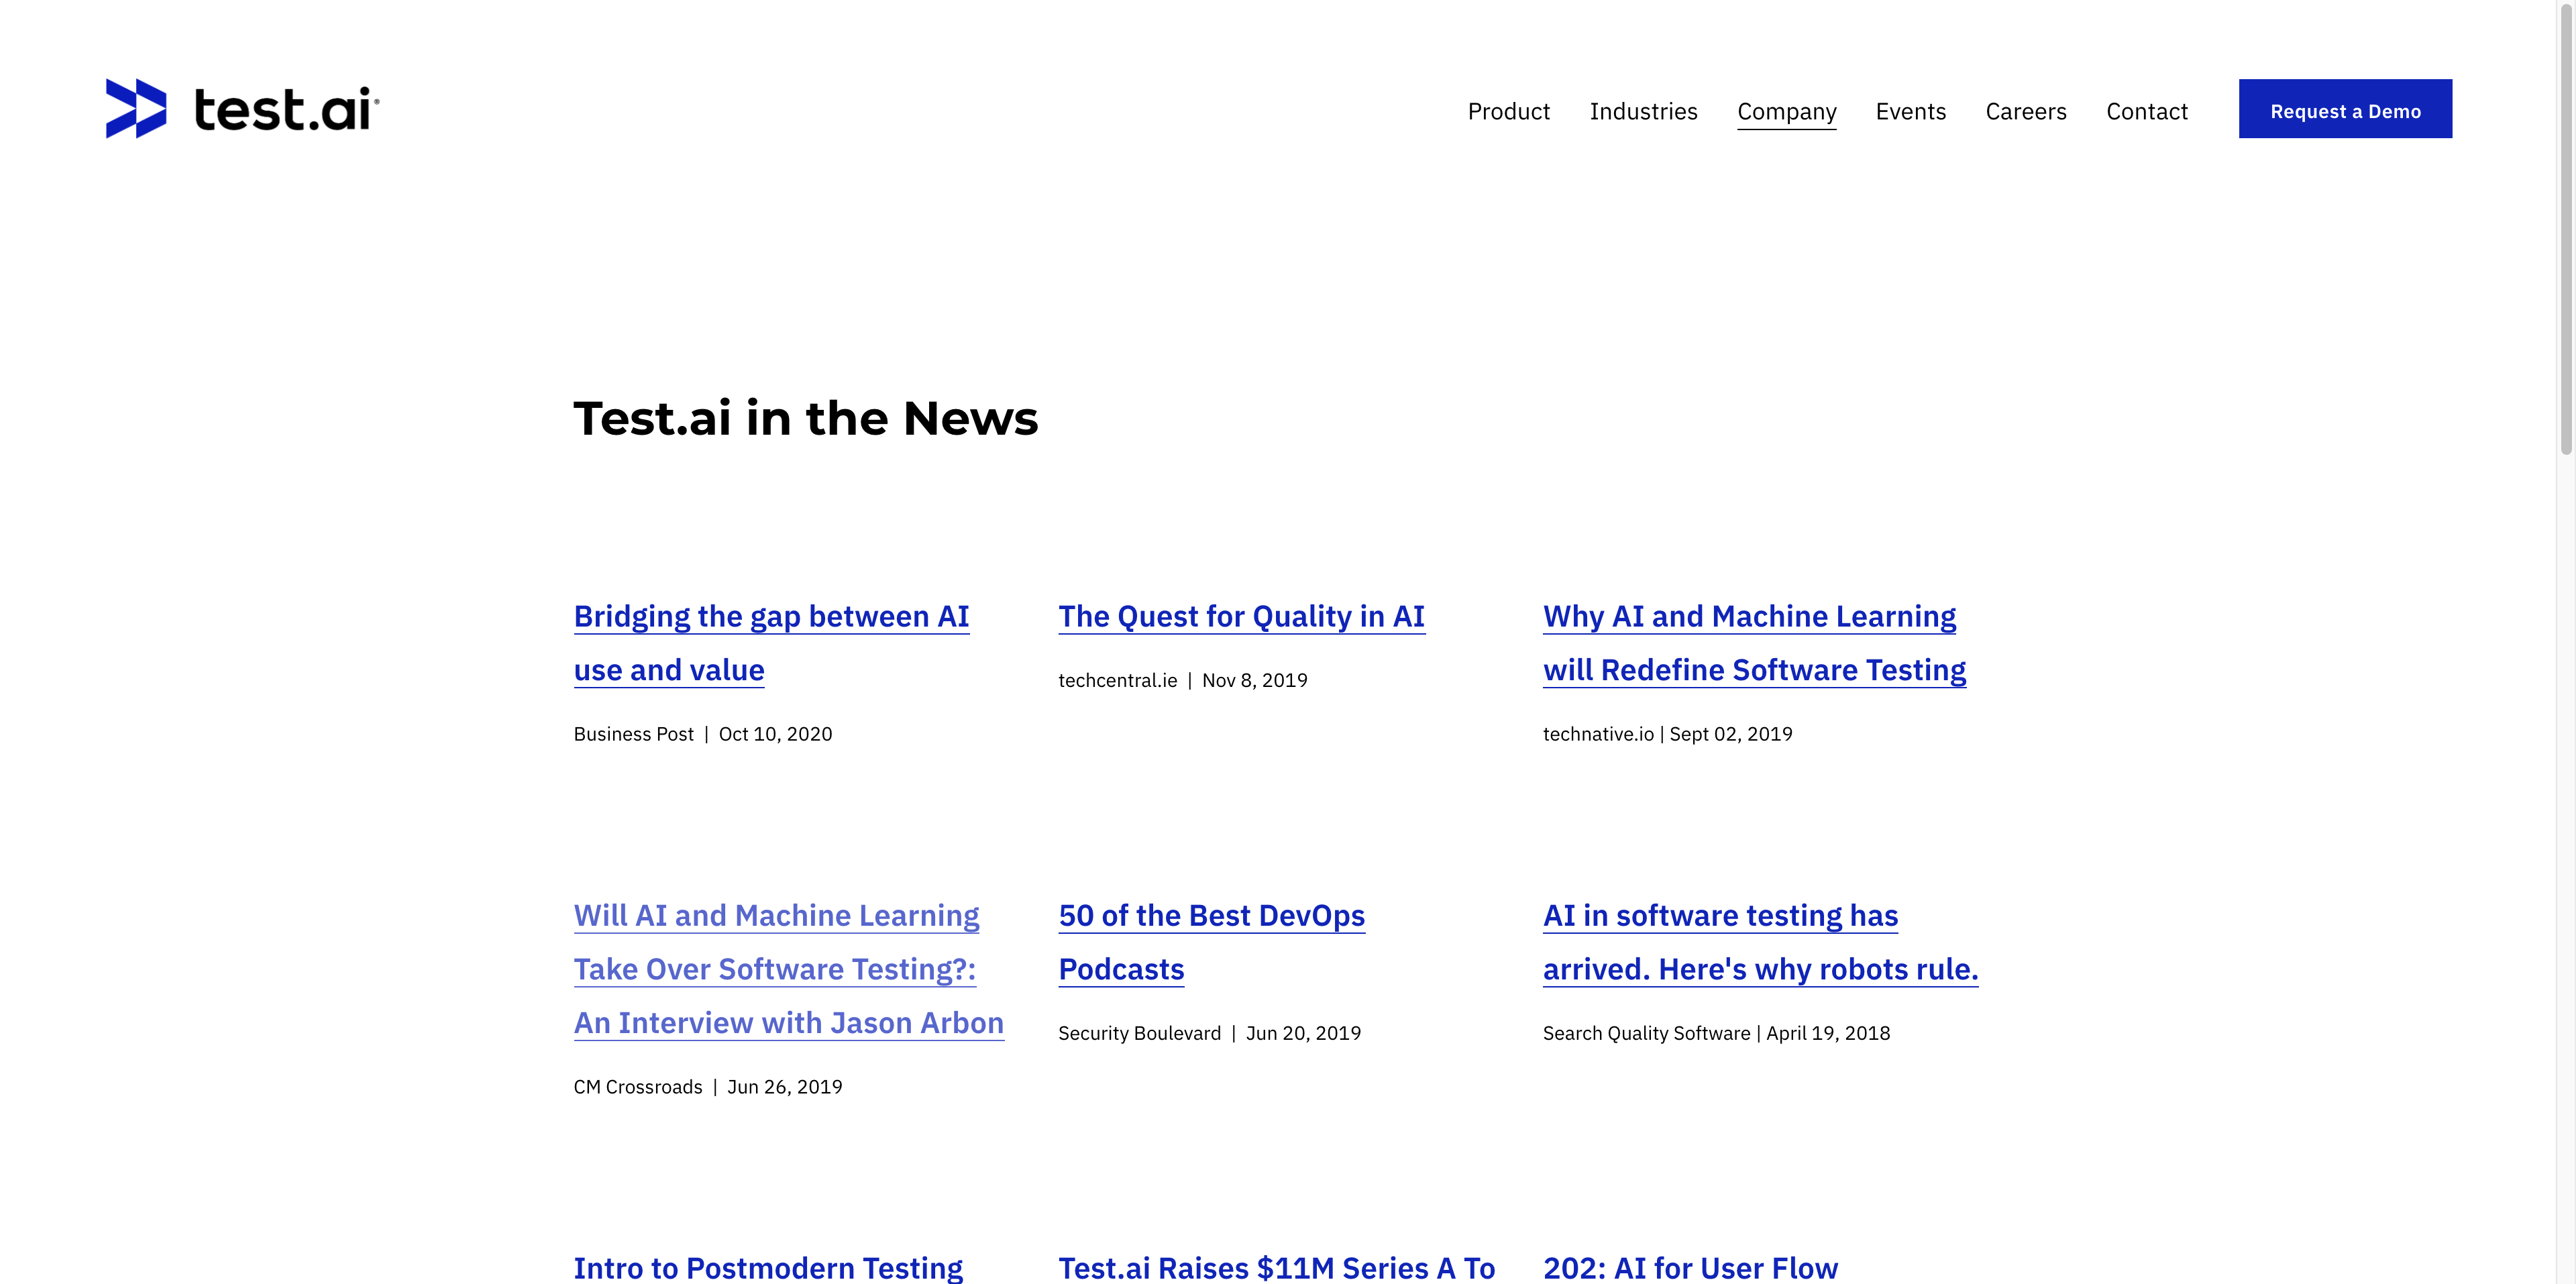 test.ai
Product Industries Company Events Careers Contact Request a Demo
Test.ai in the News
Bridging the gap between AI
use and value
Business Post | Oct 10, 2020
The Quest for Quality in AI
techcentral.ie | Nov 8, 2019
Why AI and Machine Learning
will Redefine Software Testing
technative.io | Sept 02, 2019
Will AI and Machine Learning
Take Over Software Testing?:
An Interview with Jason Arbon
CM Crossroads | Jun 26, 2019
50 of the Best DevOps
Podcasts
Security Boulevard | Jun 20, 2019
AI in software testing has
arrived. Here's why robots rule.
Search Quality Software | April 19, 2018
Intro to Postmodern Testing
Test.ai Raises $11M Series A To
202: AI for User Flow